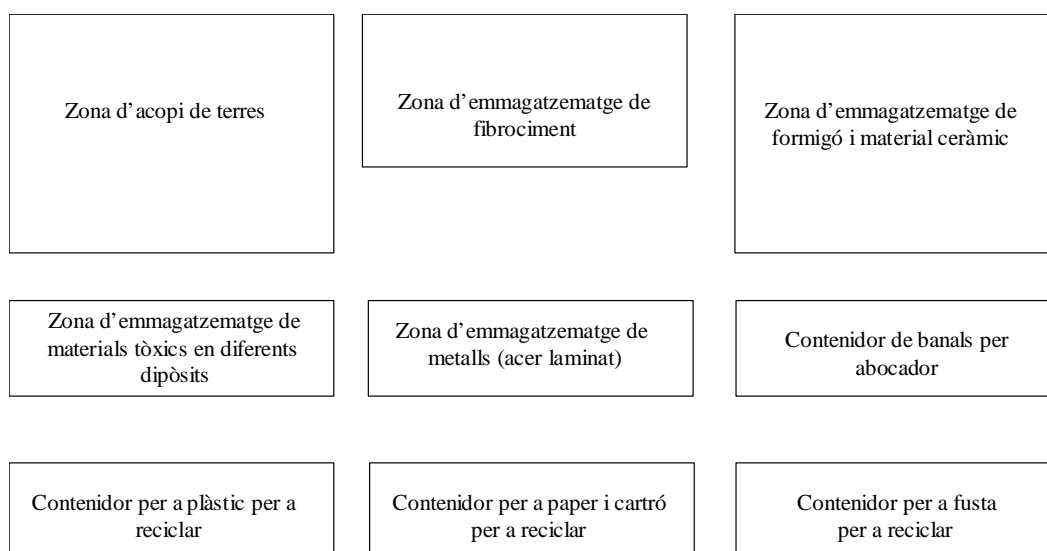 Zona d’acopi de terres
Zona d’emmagatzematge de
fibrociment
Zona d’emmagatzematge de
formigó i material ceràmic
Zona d’emmagatzematge de
materials tòxics en diferents
dipòsits
Zona d’emmagatzematge de
metalls (acer laminat)
Contenidor de banals per
abocador
Contenidor per a plàstic per a
reciclar
Contenidor per a paper i cartró
per a reciclar
Contenidor per a fusta
per a reciclar